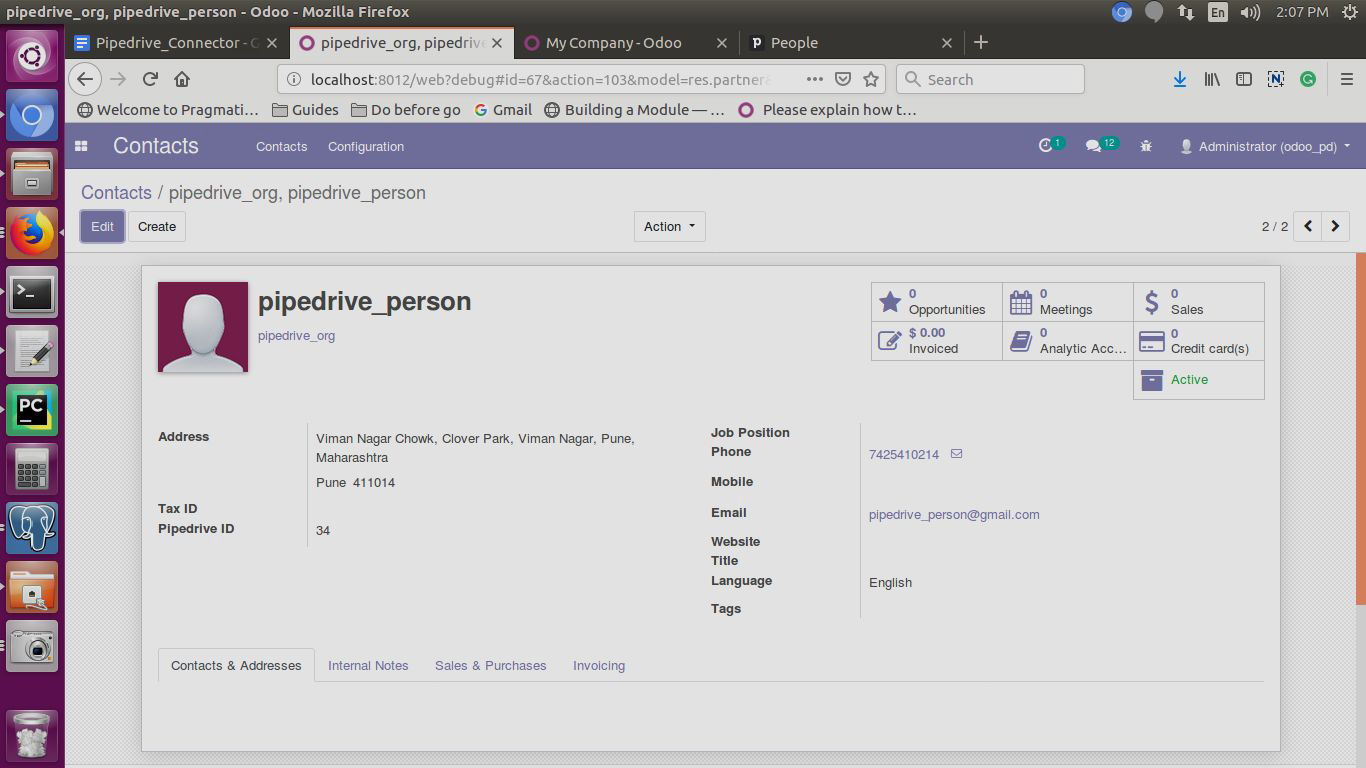 pipedrive_org, pipedrive_person - Odoo - Mozilla Firefox
En
2:07 PM
Pipedrive_Connector - G
pipedrive_org, pipedrive
My Company - Odoo
People
localhost:8012/web?debug#id=67&action=103&model=res.partner&
Search
Welcome to Pragmati…
Guides
Do before go
Gmail
Building a Module — …
Please explain how t…
Contacts
Contacts
Configuration
1
12
Administrator (odoo_pd)
Contacts / pipedrive_org, pipedrive_person
Edit
Create
Action
2 / 2
pipedrive_person
pipedrive_org
0
Opportunities
0
Meetings
$
0
Sales
$ 0.00
Invoiced
0
Analytic Acc...
0
Credit card(s)
Active
Address
Viman Nagar Chowk, Clover Park, Viman Nagar, Pune,
Maharashtra
Pune 411014
Tax ID
Pipedrive ID
34
Job Position
Phone
7425410214
Mobile
Email
pipedrive_person@gmail.com
Website
Title
Language
English
Tags
Contacts & Addresses
Internal Notes
Sales & Purchases
Invoicing
PC